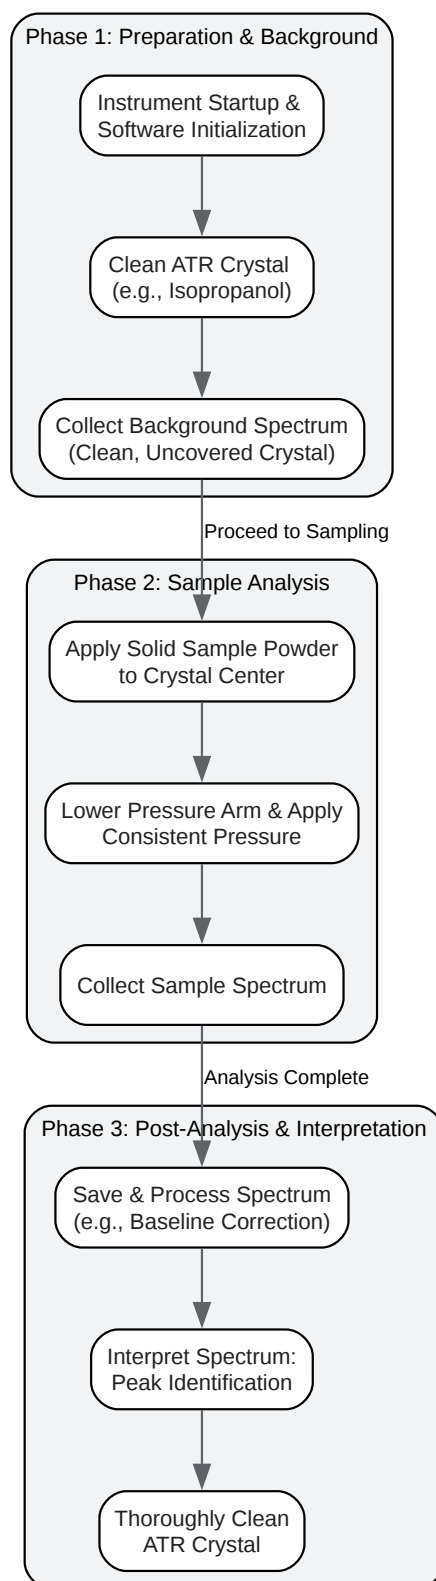 Phase 1: Preparation & Background
Instrument Startup &
Software Initialization
Clean ATR Crystal
(e.g., Isopropanol)
Collect Background Spectrum
(Clean, Uncovered Crystal)
Proceed to Sampling
Phase 2: Sample Analysis
Apply Solid Sample Powder
to Crystal Center
Lower Pressure Arm & Apply
Consistent Pressure
Collect Sample Spectrum
Analysis Complete
Phase 3: Post-Analysis & Interpretation
Save & Process Spectrum
(e.g., Baseline Correction)
Interpret Spectrum:
Peak Identification
Thoroughly Clean
ATR Crystal